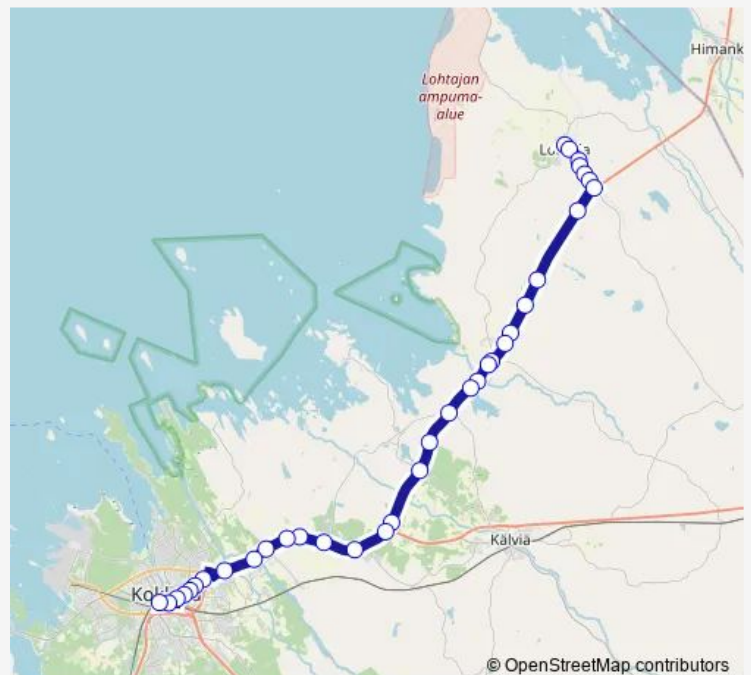 Himank
Lohtajan
ampuma-
alue
Kälviä
© OpenStreetMap contributors